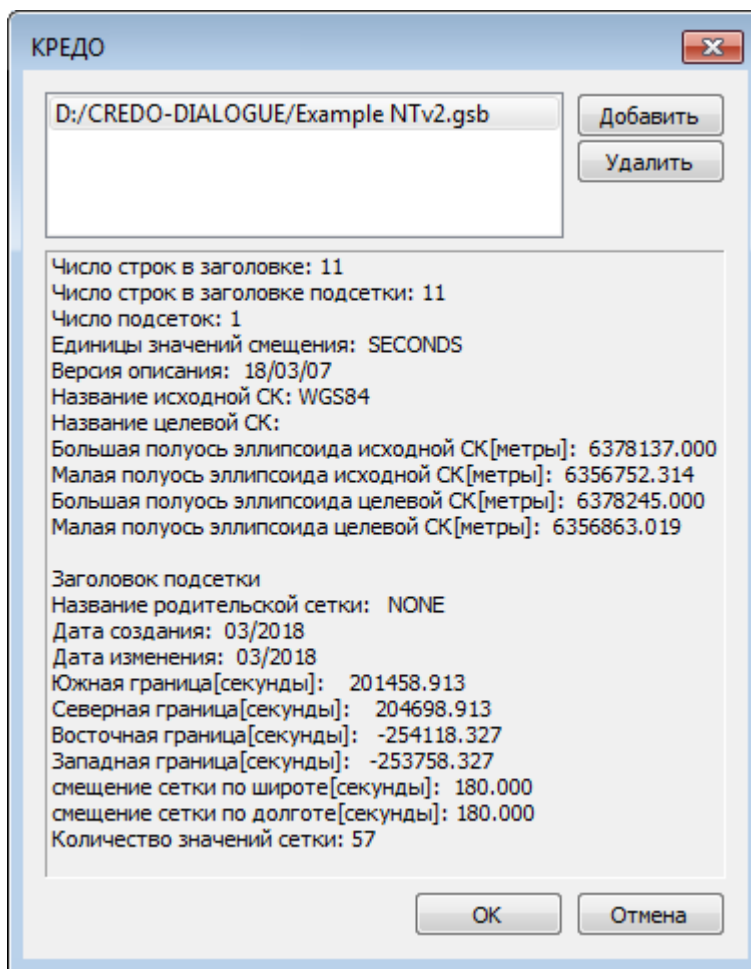 КРЕДО
D:/CREDO-DIALOGUE/Example NTv2.gsb
Добавить
Удалить
Число строк в заголовке: 11
Число строк в заголовке подсетки: 11
Число подсеток: 1
Единицы значений смещения: SECONDS
Версия описания: 18/03/07
Название исходной СК: WGS84
Название целевой СК:
Большая полуось эллипсоида исходной СК[метры]: 6378137.000
Малая полуось эллипсоида исходной СК[метры]: 6356752.314
Большая полуось эллипсоида целевой СК[метры]: 6378245.000
Малая полуось эллипсоида целевой СК[метры]: 6356863.019
Заголовок подсетки
Название родительской сетки: NONE
Дата создания: 03/2018
Дата изменения: 03/2018
Южная граница[секунды]: 201458.913
Северная граница[секунды]: 204698.913
Восточная граница[секунды]: -254118.327
Западная граница[секунды]: -253758.327
смещение сетки по широте[секунды]: 180.000
смещение сетки по долготе[секунды]: 180.000
Количество значений сетки: 57
OK
Отмена